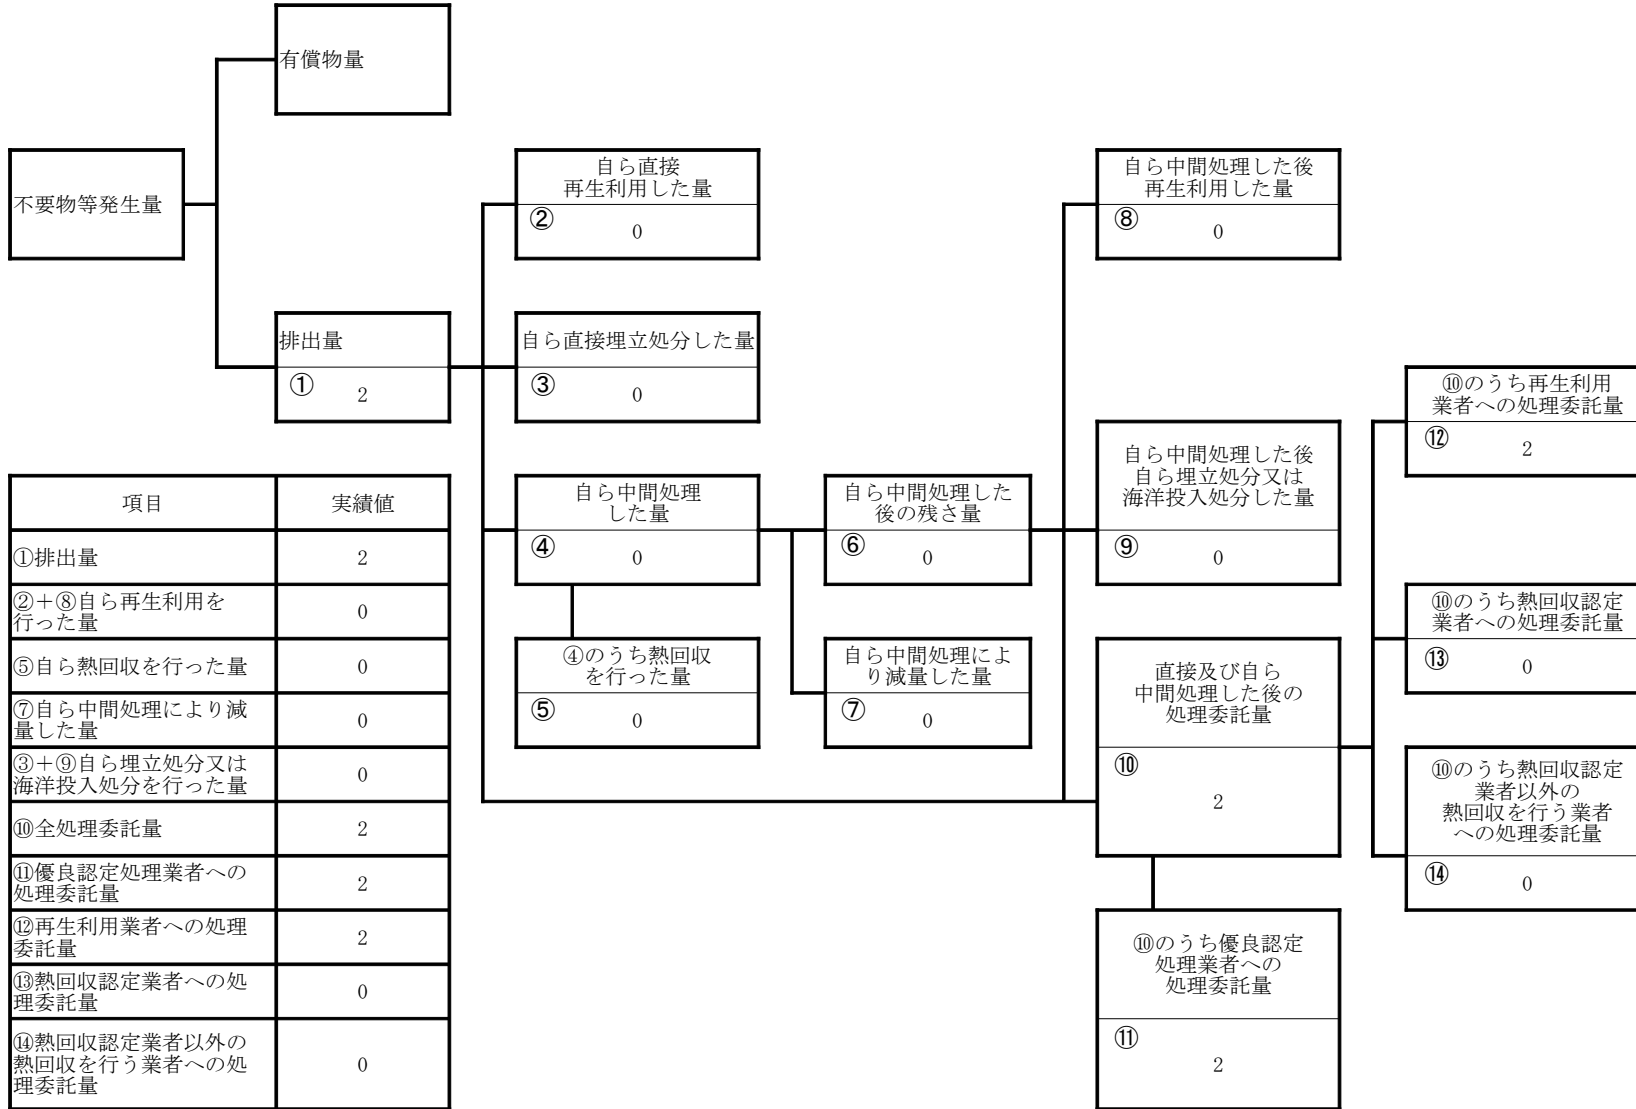 有償物量
不要物等発生量
自ら直接
再生利用した量
②
0
自ら中間処理した後
再生利用した量
⑧
0
排出量
①
2
自ら直接埋立処分した量
③
0
⑩のうち再生利用
業者への処理委託量
⑫
2
自ら中間処理
した量
④
0
自ら中間処理した
後の残さ量
⑥
0
自ら中間処理した後
自ら埋立処分又は
海洋投入処分した量
⑨
0
④のうち熱回収
を行った量
⑤
0
自ら中間処理によ
り減量した量
⑦
0
直接及び自ら
中間処理した後の
処理委託量
⑩
2
⑩のうち熱回収認定
業者への処理委託量
⑬
0
⑩のうち熱回収認定
業者以外の
熱回収を行う業者
への処理委託量
⑭
0
⑩のうち優良認定
処理業者への
処理委託量
⑪
2
項目 実績値
①排出量 2
②+⑧自ら再生利用を
行った量 0
⑤自ら熱回収を行った量 0
⑦自ら中間処理により減
量した量 0
③+⑨自ら埋立処分又は
海洋投入処分を行った量 0
⑩全処理委託量 2
⑪優良認定処理業者への
処理委託量 2
⑫再生利用業者への処理
委託量 2
⑬熱回収認定業者への処
理委託量 0
⑭熱回収認定業者以外の
熱回収を行う業者への処
理委託量 0